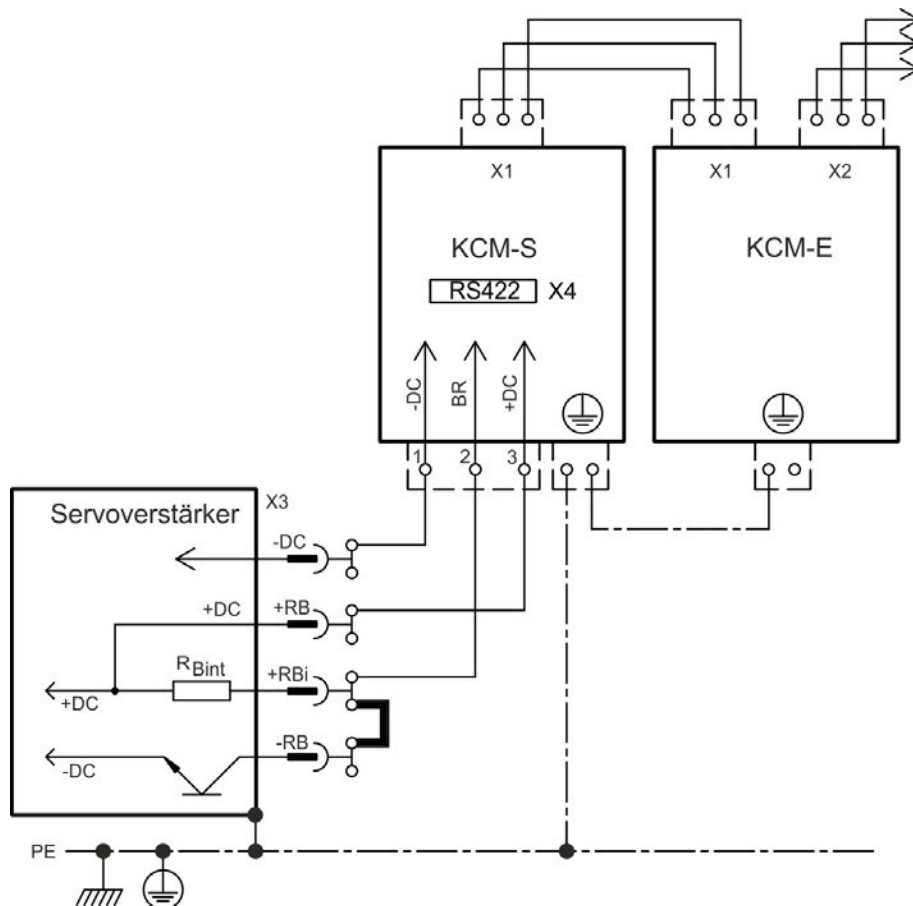 X1
X1
X2
KCM-S
KCM-E
RS422
X4
-DC
BR
+DC
1
2
3
X3
Servoverstärker
-DC
+DC
+RB
RBint
+RBi
+DC
-RB
-DC
PE